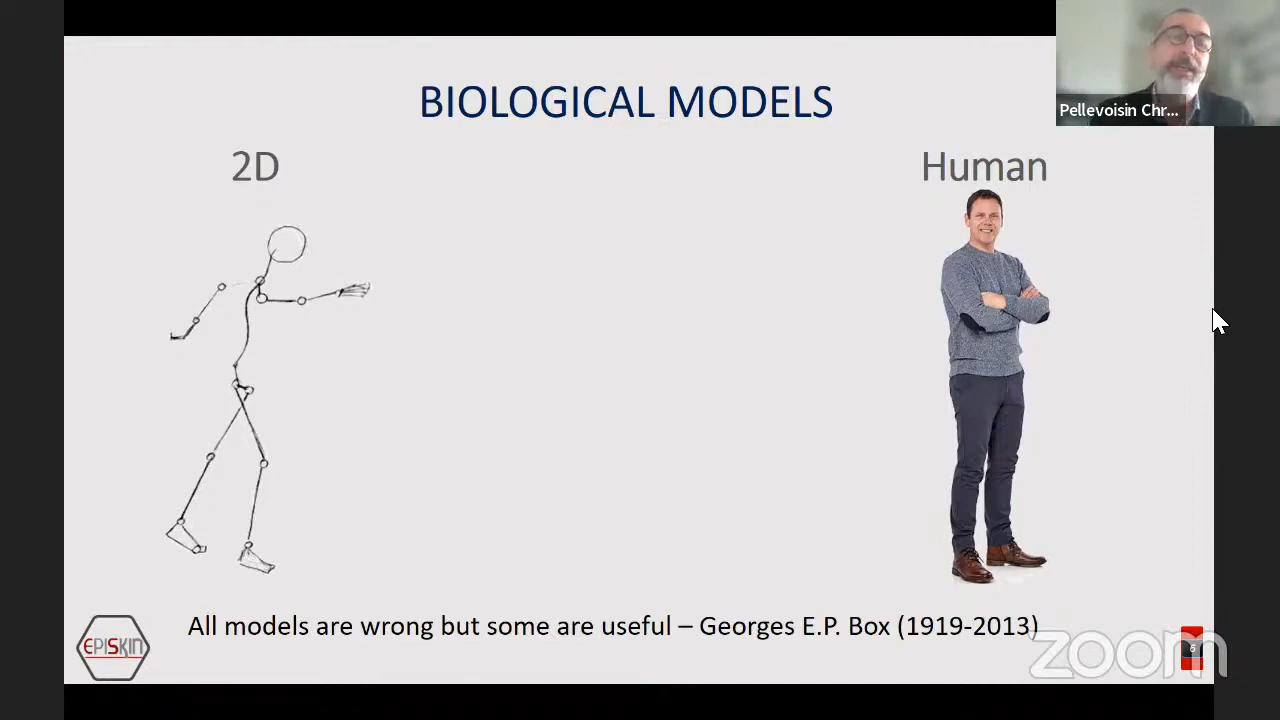 BIOLOGICAL MODELS
Pellevoisin Chr...
2D
Human
All models are wrong but some are useful – Georges E.P. Box (1919-2013)
EPISKIN
6
zoom